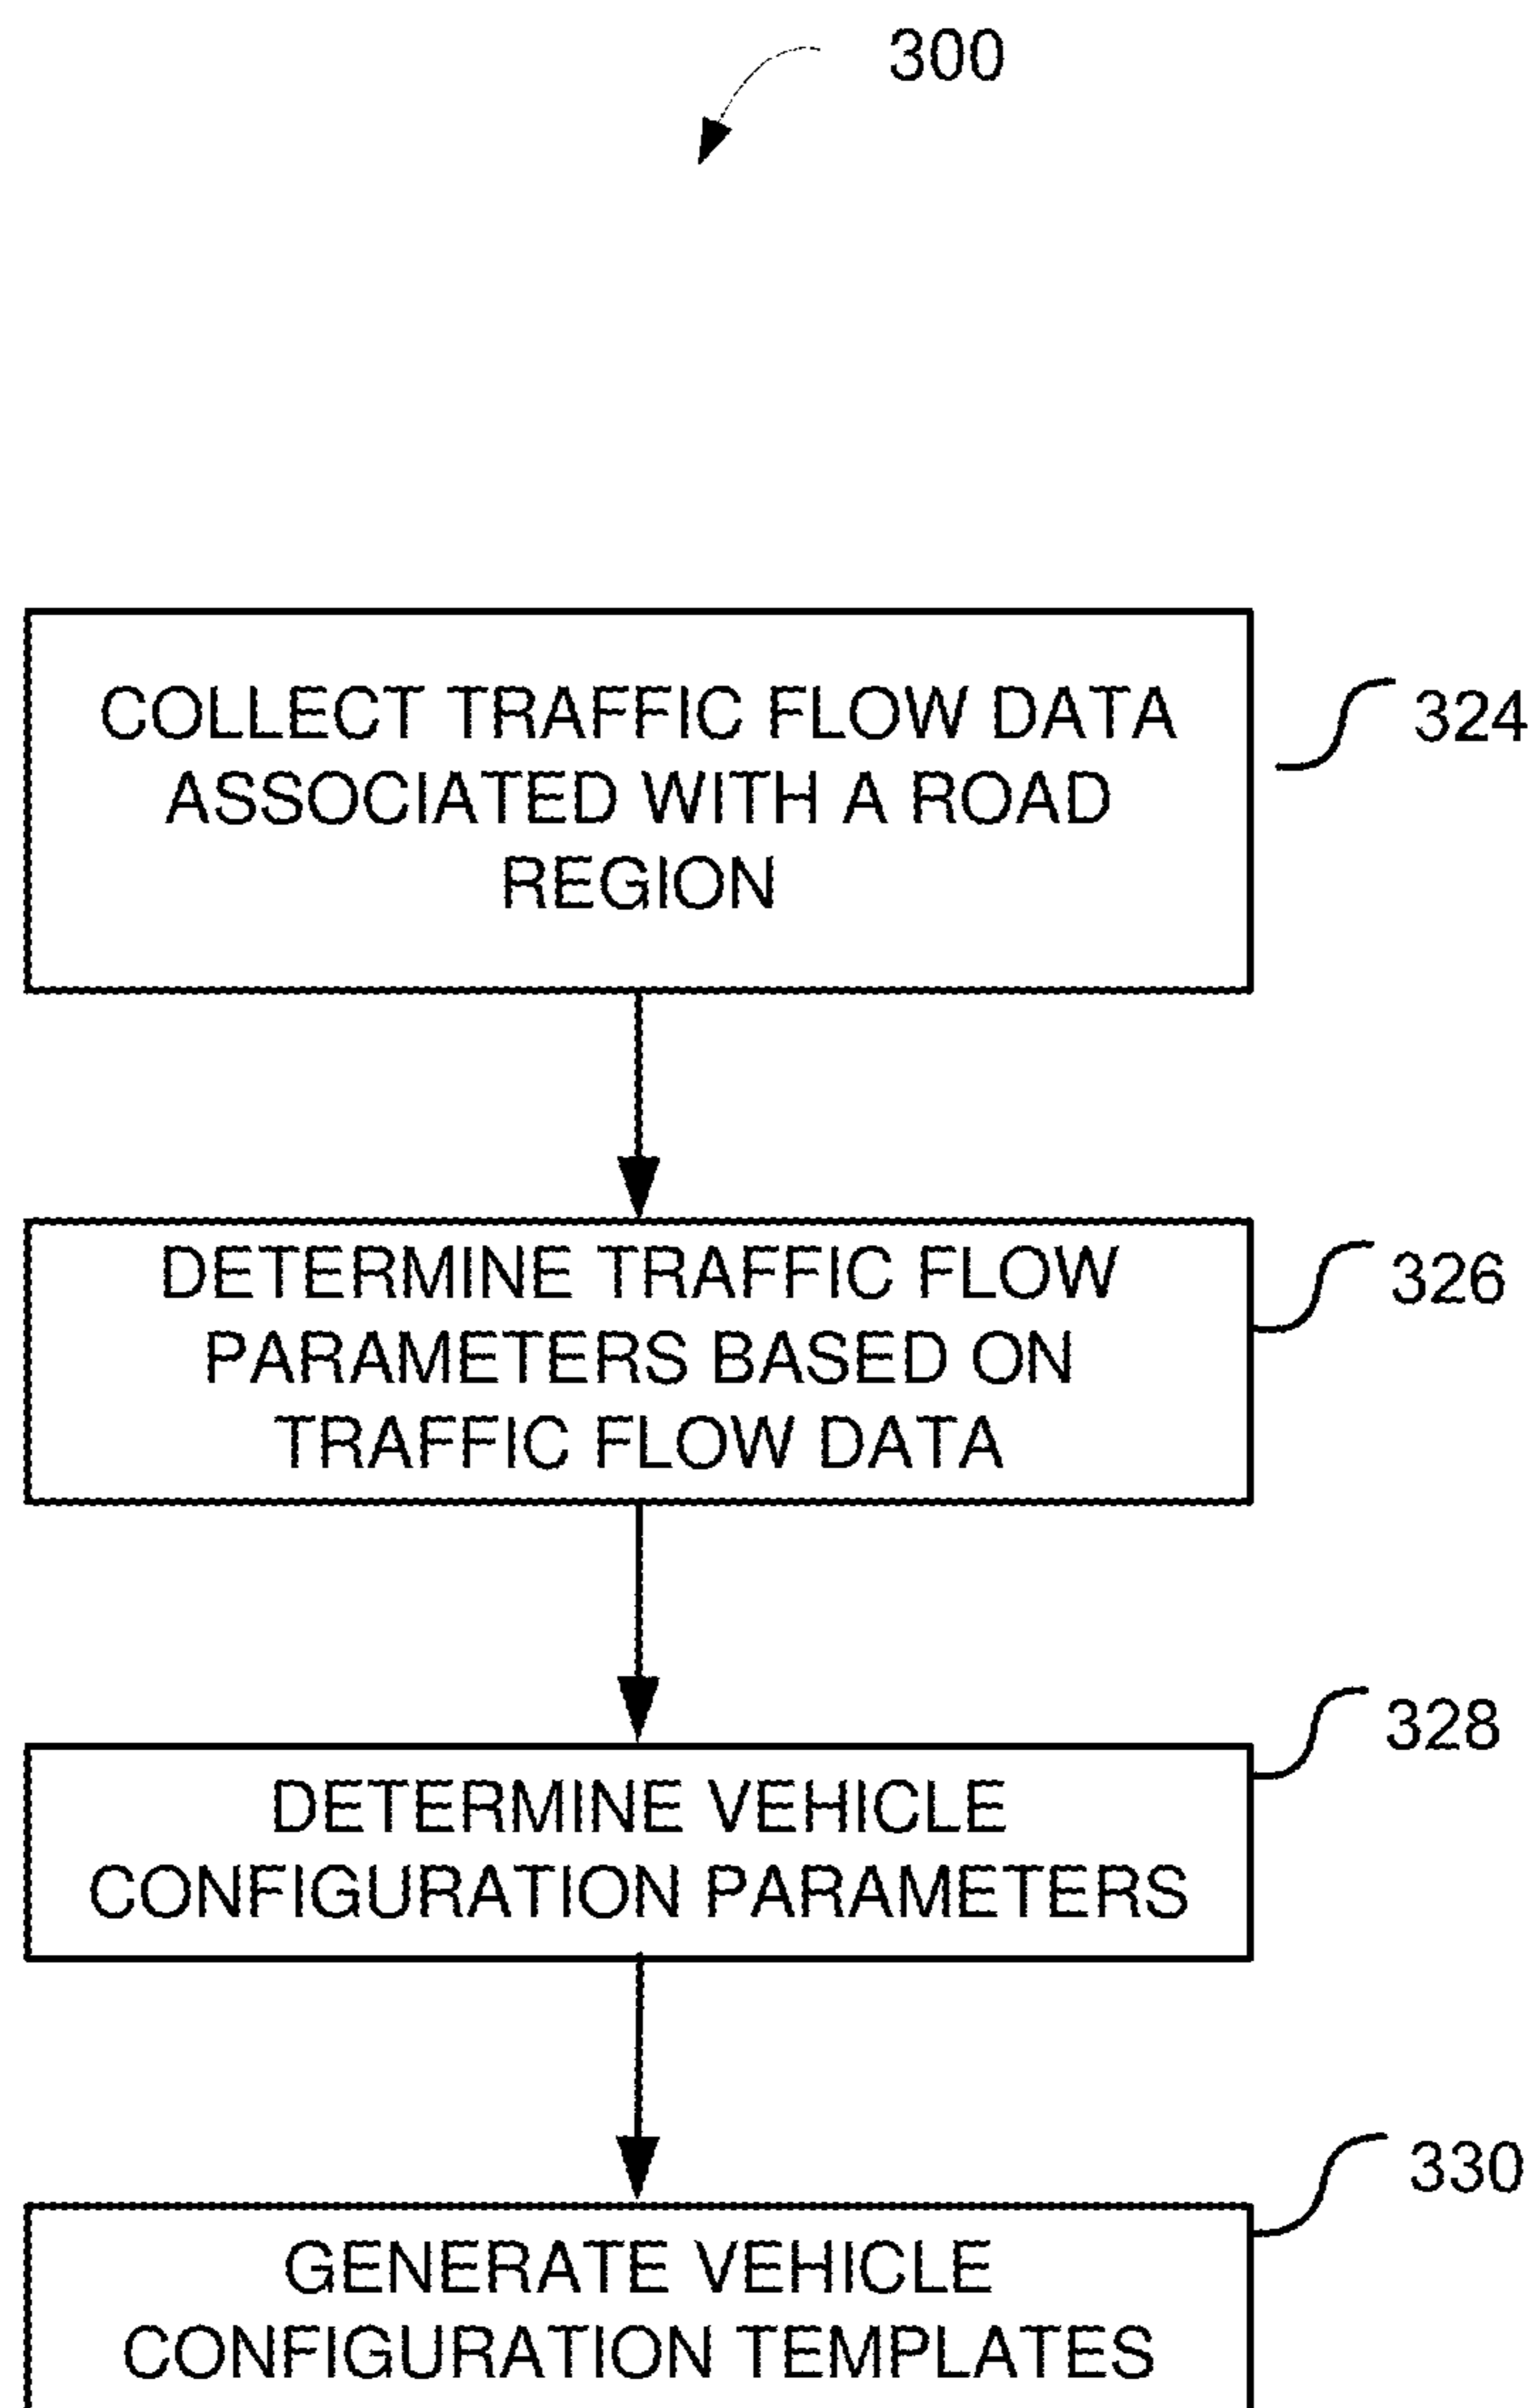 300
COLLECT TRAFFIC FLOW DATA
ASSOCIATED WITH A ROAD
REGION
324
DETERMINE TRAFFIC FLOW
PARAMETERS BASED ON
TRAFFIC FLOW DATA
326
DETERMINE VEHICLE
CONFIGURATION PARAMETERS
328
GENERATE VEHICLE
CONFIGURATION TEMPLATES
330